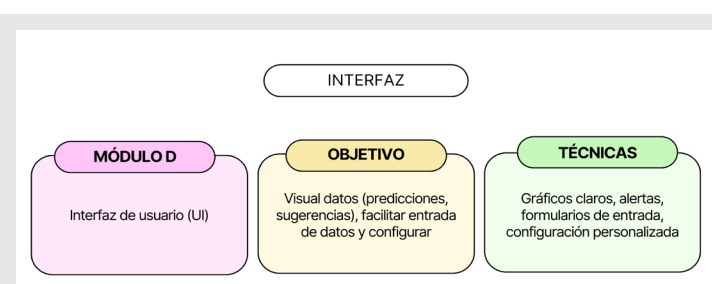 INTERFAZ
MÓDULO D
Interfaz de usuario (UI)
OBJETIVO
Visual datos (predicciones,
sugerencias), facilitar entrada
de datos y configurar
TÉCNICAS
Gráficos claros, alertas,
formularios de entrada,
configuración personalizada